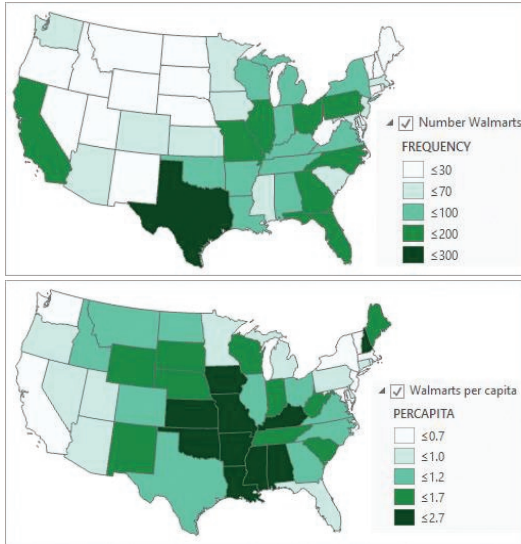 Number Walmarts
FREQUENCY
≤30
≤70
≤100
≤200
≤300
Walmarts per capita
PERCAPITA
≤0.7
≤1.0
≤1.2
≤1.7
≤2.7